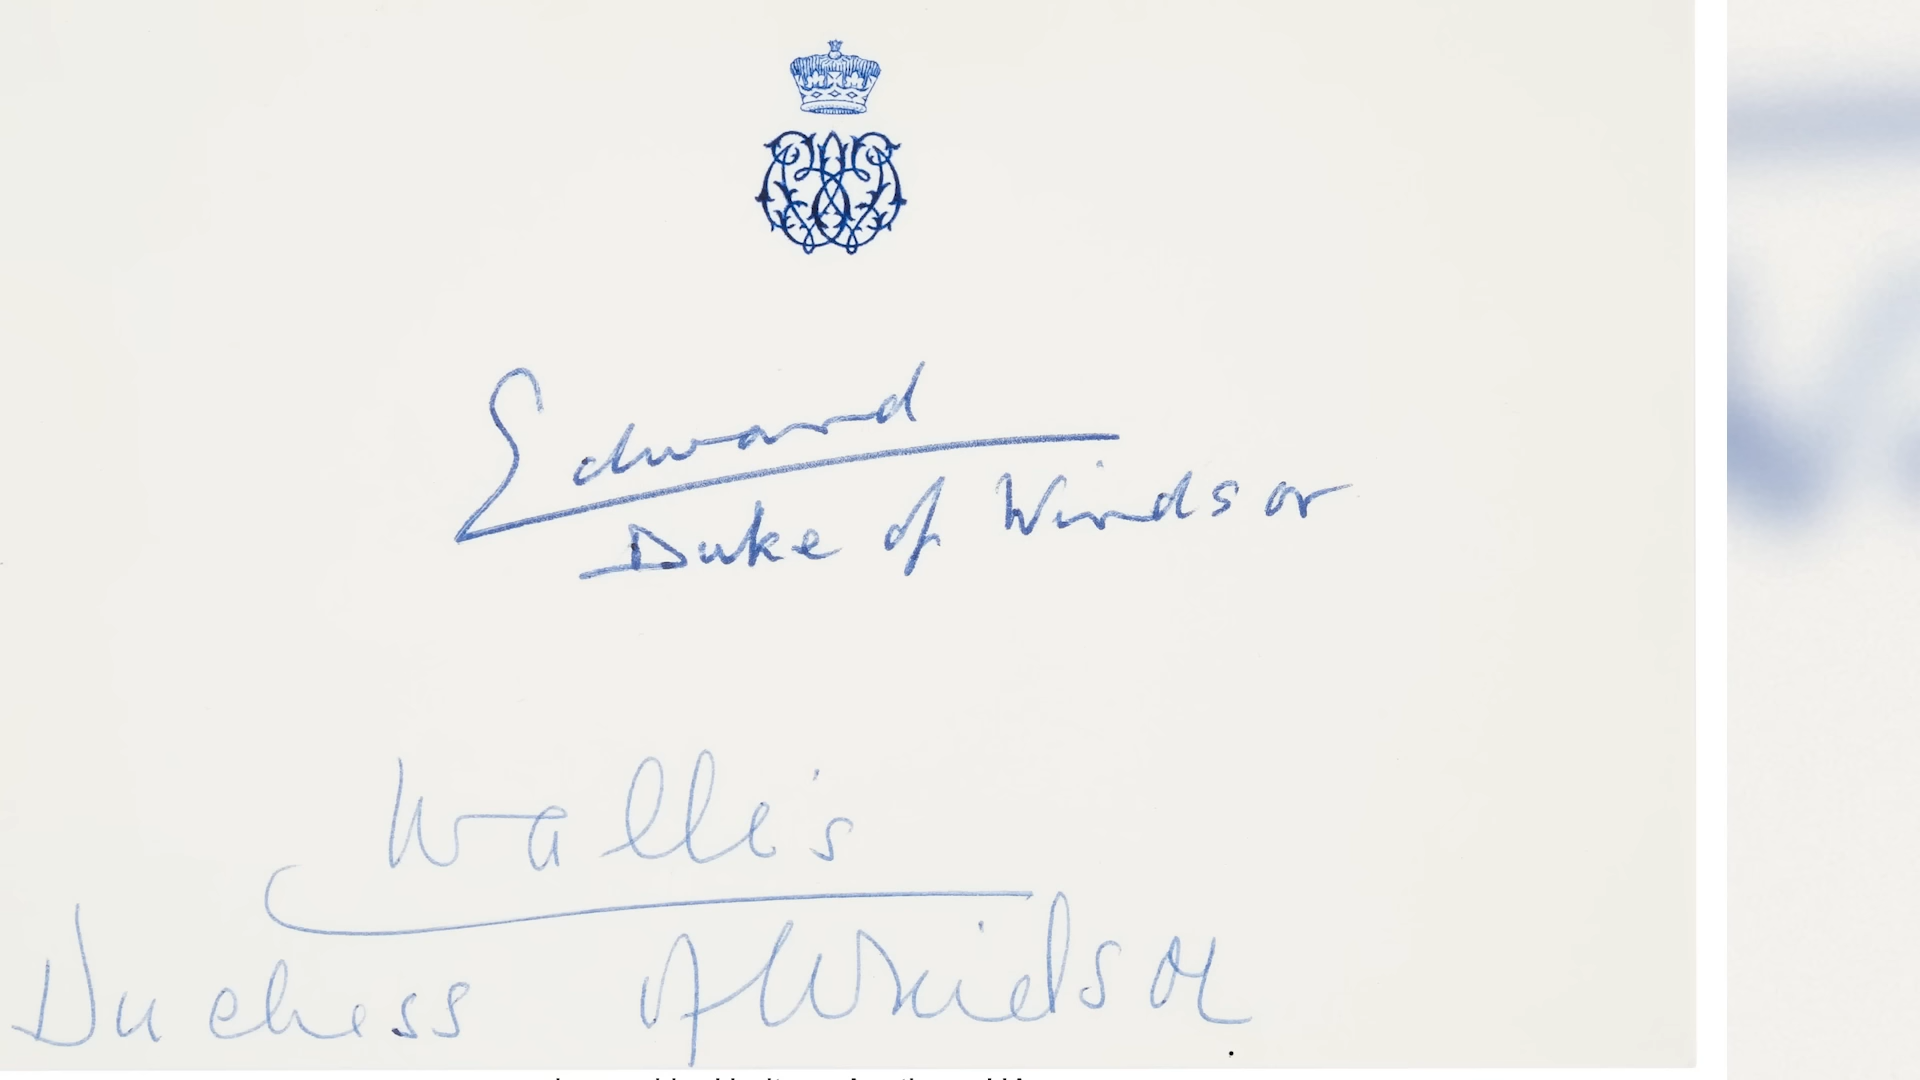 Edward
Duke of Windsor
Wallis
Duchess of Windsor